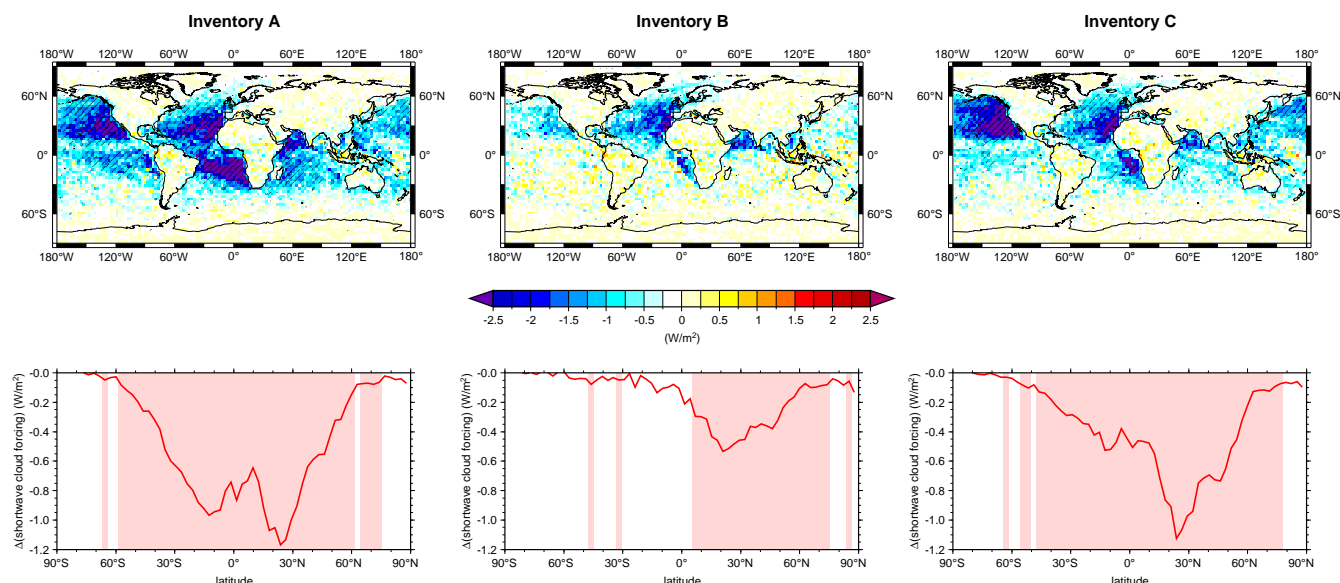 Inventory A Inventory B Inventory C
180°W 120°W 60°W 0° 60°E 120°E 180° 180°W 120°W 60°W 0° 60°E 120°E 180° 180°W 120°W 60°W 0° 60°E 120°E 180°
60°N 60°N 60°N 60°N
0° 0° 0° 0°
60°S 60°S 60°S 60°S
180°W 120°W 60°W 0° 60°E 120°E 180° 180°W 120°W 60°W 0° 60°E 120°E 180° 180°W 120°W 60°W 0° 60°E 120°E 180°
-2.5 -2 -1.5 -1 -0.5 0 0.5 1 1.5 2 2.5
(W/m²)
Δ(shortwave cloud forcing) (W/m²)
-0.0
-0.2
-0.4
-0.6
-0.8
-1.0
-1.2
90°S 60°S 30°S 0° 30°N 60°N 90°N
latitude
Δ(shortwave cloud forcing) (W/m²)
-0.0
-0.2
-0.4
-0.6
-0.8
-1.0
-1.2
90°S 60°S 30°S 0° 30°N 60°N 90°N
latitude
Δ(shortwave cloud forcing) (W/m²)
-0.0
-0.2
-0.4
-0.6
-0.8
-1.0
-1.2
90°S 60°S 30°S 0° 30°N 60°N 90°N
latitude